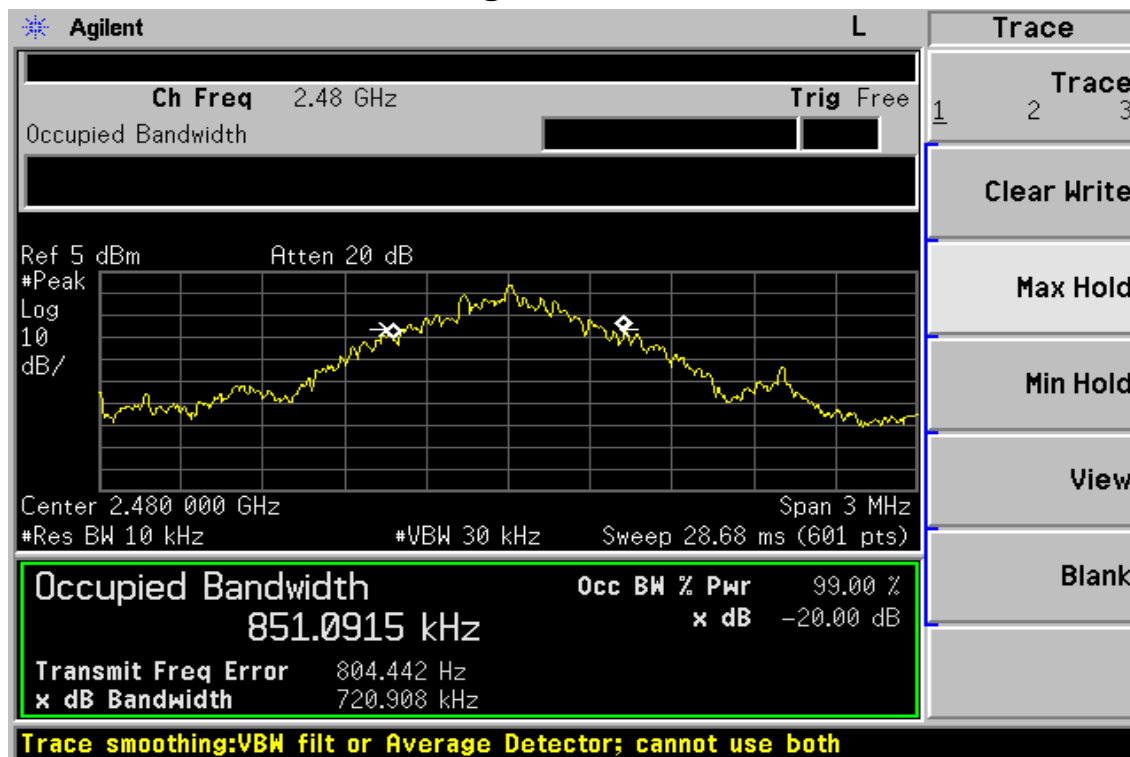 Agilent L Trace
Ch Freq 2.48 GHz Trig Free
Occupied Bandwidth
Trace
1 2 3
Clear Write
Ref 5 dBm Atten 20 dB
#Peak
Log
10
dB/
Max Hold
Min Hold
View
Center 2.480 000 GHz Span 3 MHz
#Res BW 10 kHz #VBW 30 kHz Sweep 28.68 ms (601 pts)
Occupied Bandwidth Occ BW % Pwr 99.00 %
851.0915 kHz x dB -20.00 dB
Blank
Transmit Freq Error 804.442 Hz
x dB Bandwidth 720.908 kHz
Trace smoothing:VBW filt or Average Detector; cannot use both